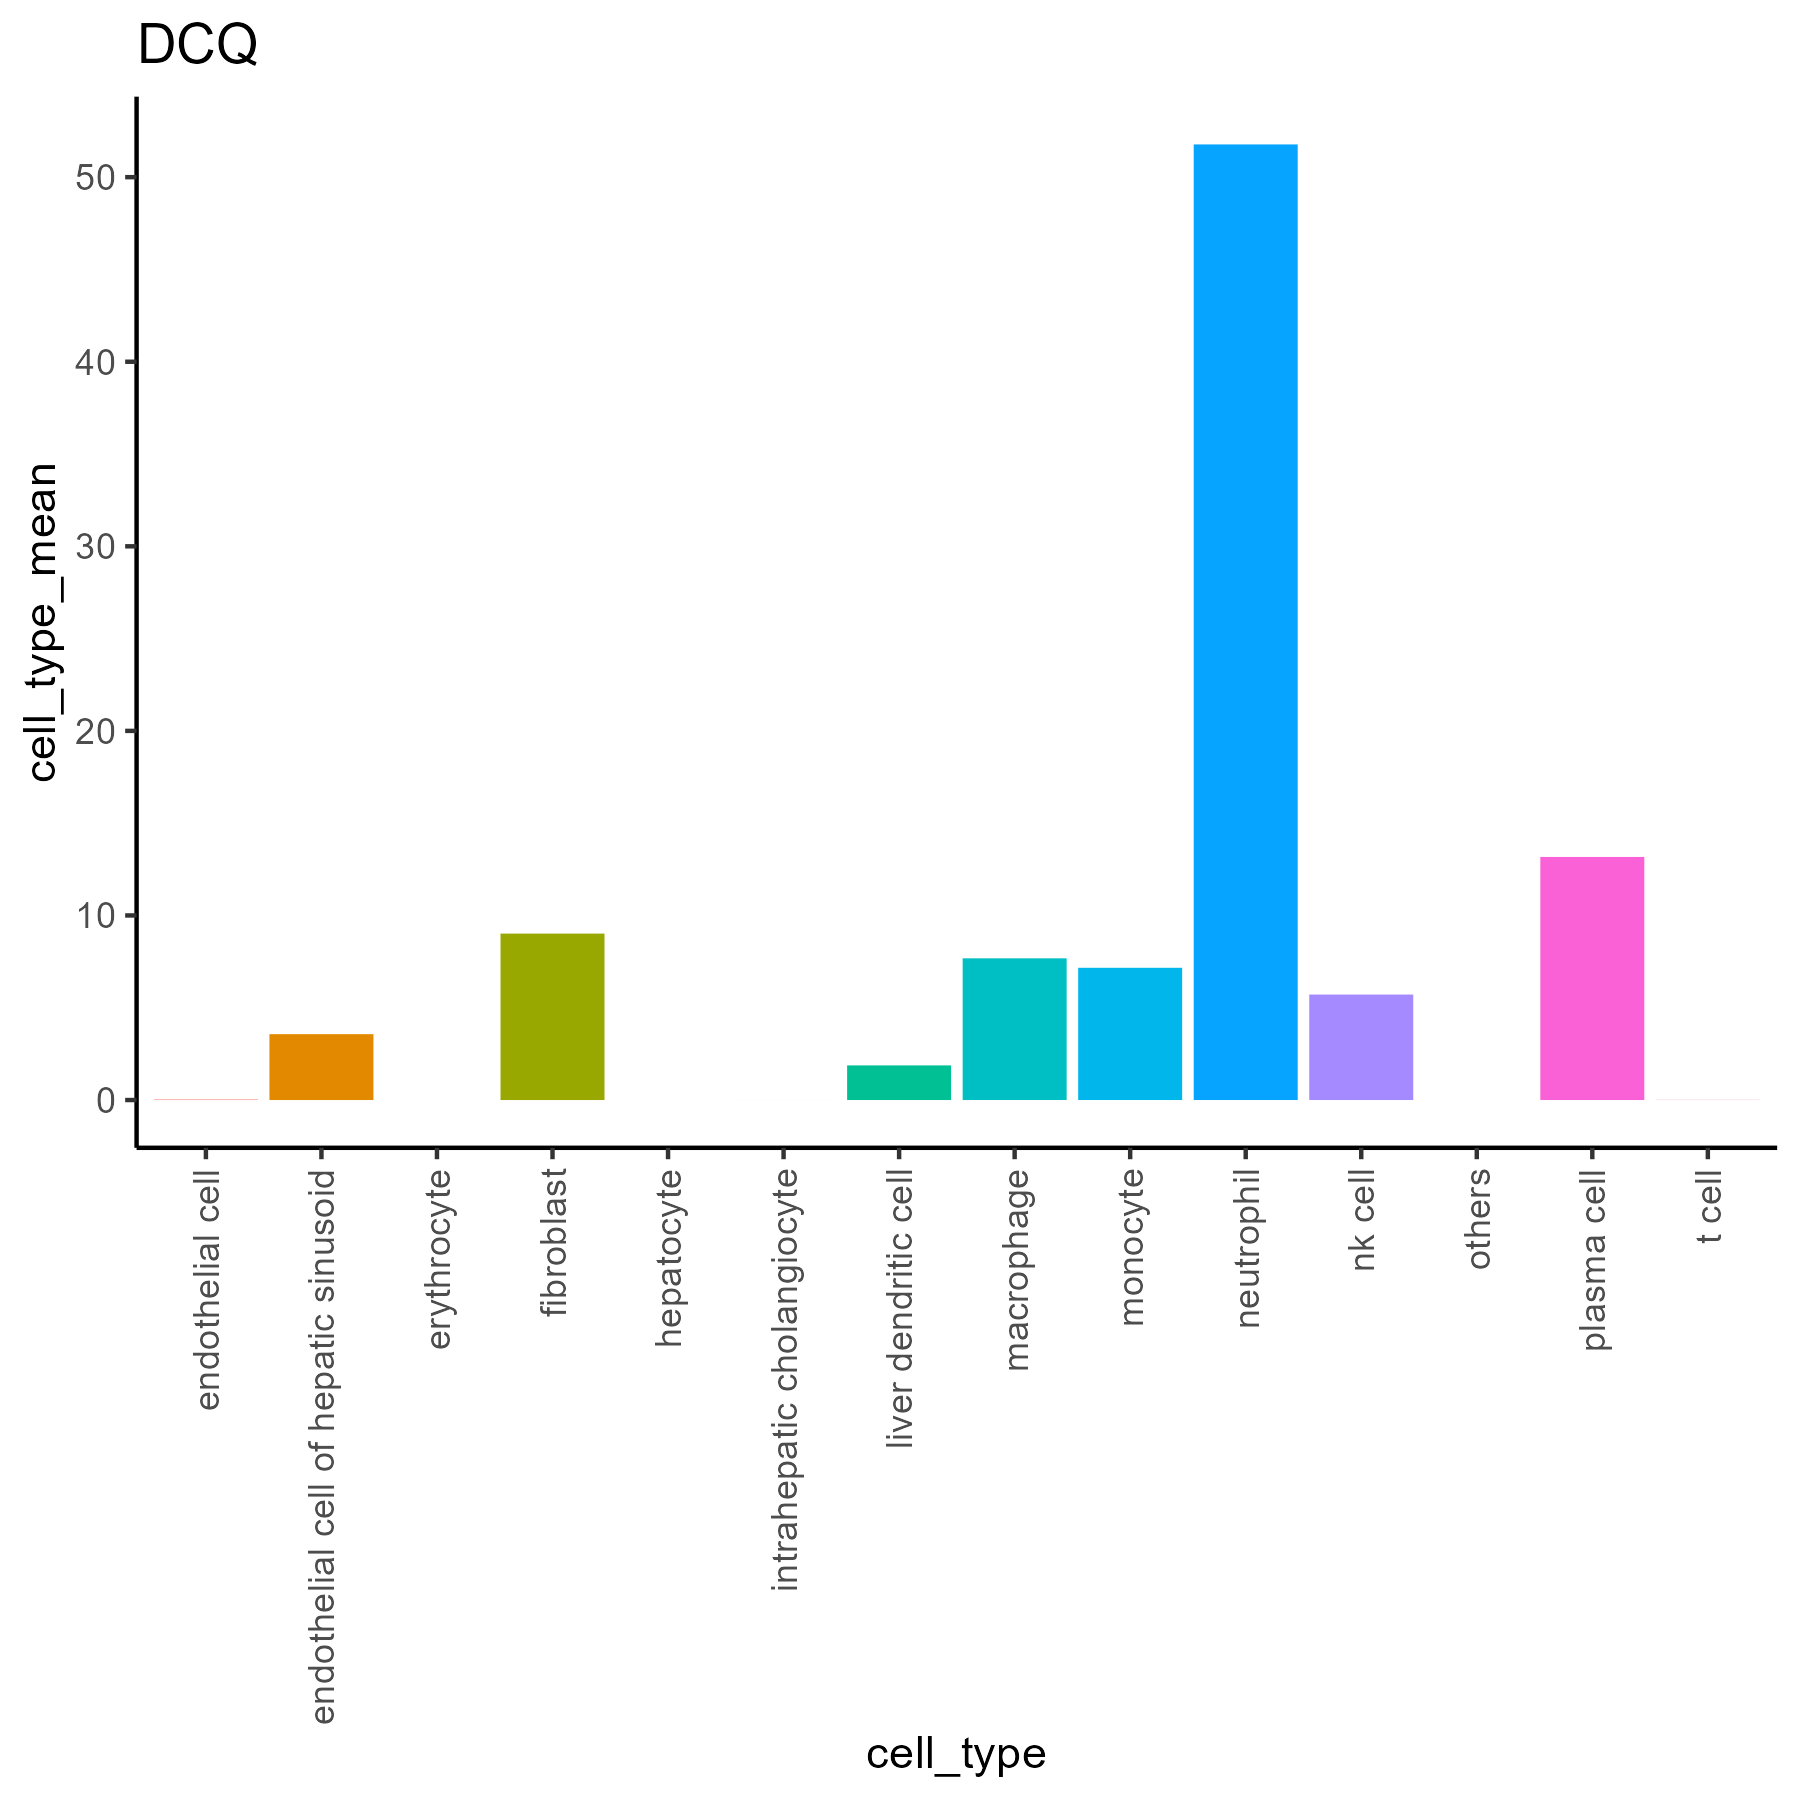 DCQ
cell_type_mean
50
40
30
20
10
0
endothelial cell
endothelial cell of hepatic sinusoid
erythrocyte
fibroblast
hepatocyte
intrahepatic cholangiocyte
liver dendritic cell
macrophage
monocyte
neutrophil
nk cell
others
plasma cell
t cell
cell_type